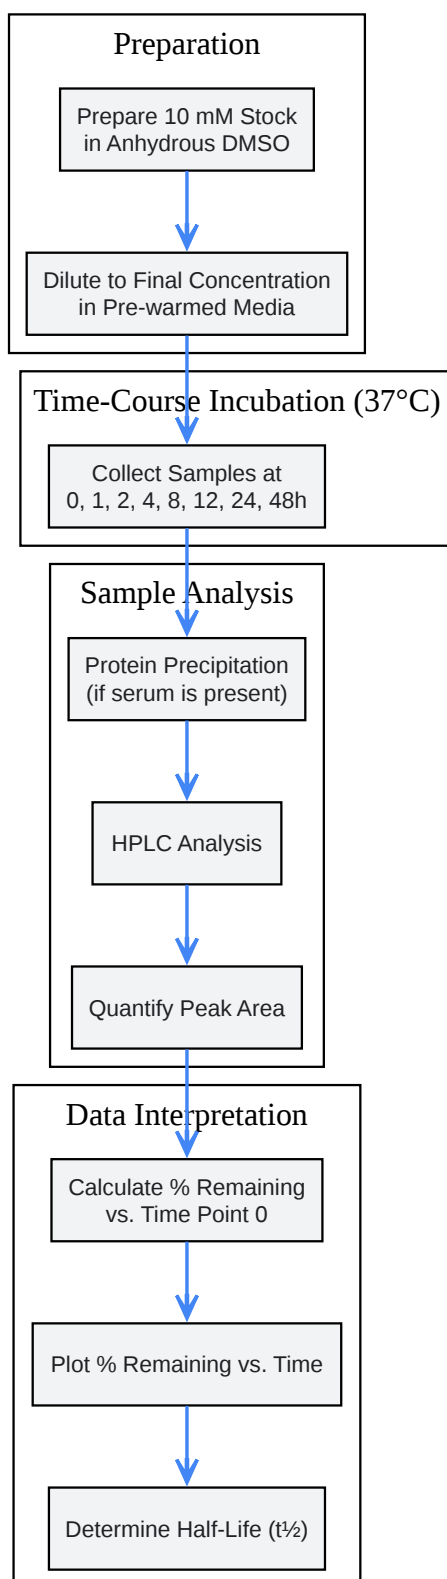 Preparation
Prepare 10 mM Stock
in Anhydrous DMSO
Dilute to Final Concentration
in Pre-warmed Media
Time-Course Incubation (37°C)
Collect Samples at
0, 1, 2, 4, 8, 12, 24, 48h
Sample Analysis
Protein Precipitation
(if serum is present)
HPLC Analysis
Quantify Peak Area
Data Interpretation
Calculate % Remaining
vs. Time Point 0
Plot % Remaining vs. Time
Determine Half-Life (t½)